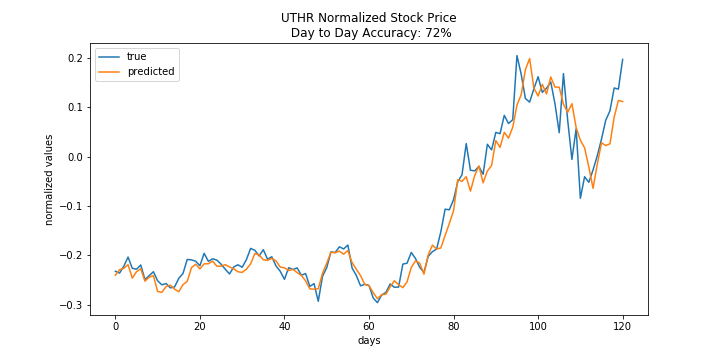 UTHR Normalized Stock Price
Day to Day Accuracy: 72%
true
predicted
normalized values
0.2
0.1
0.0
−0.1
−0.2
−0.3
0 20 40 60 80 100 120
days